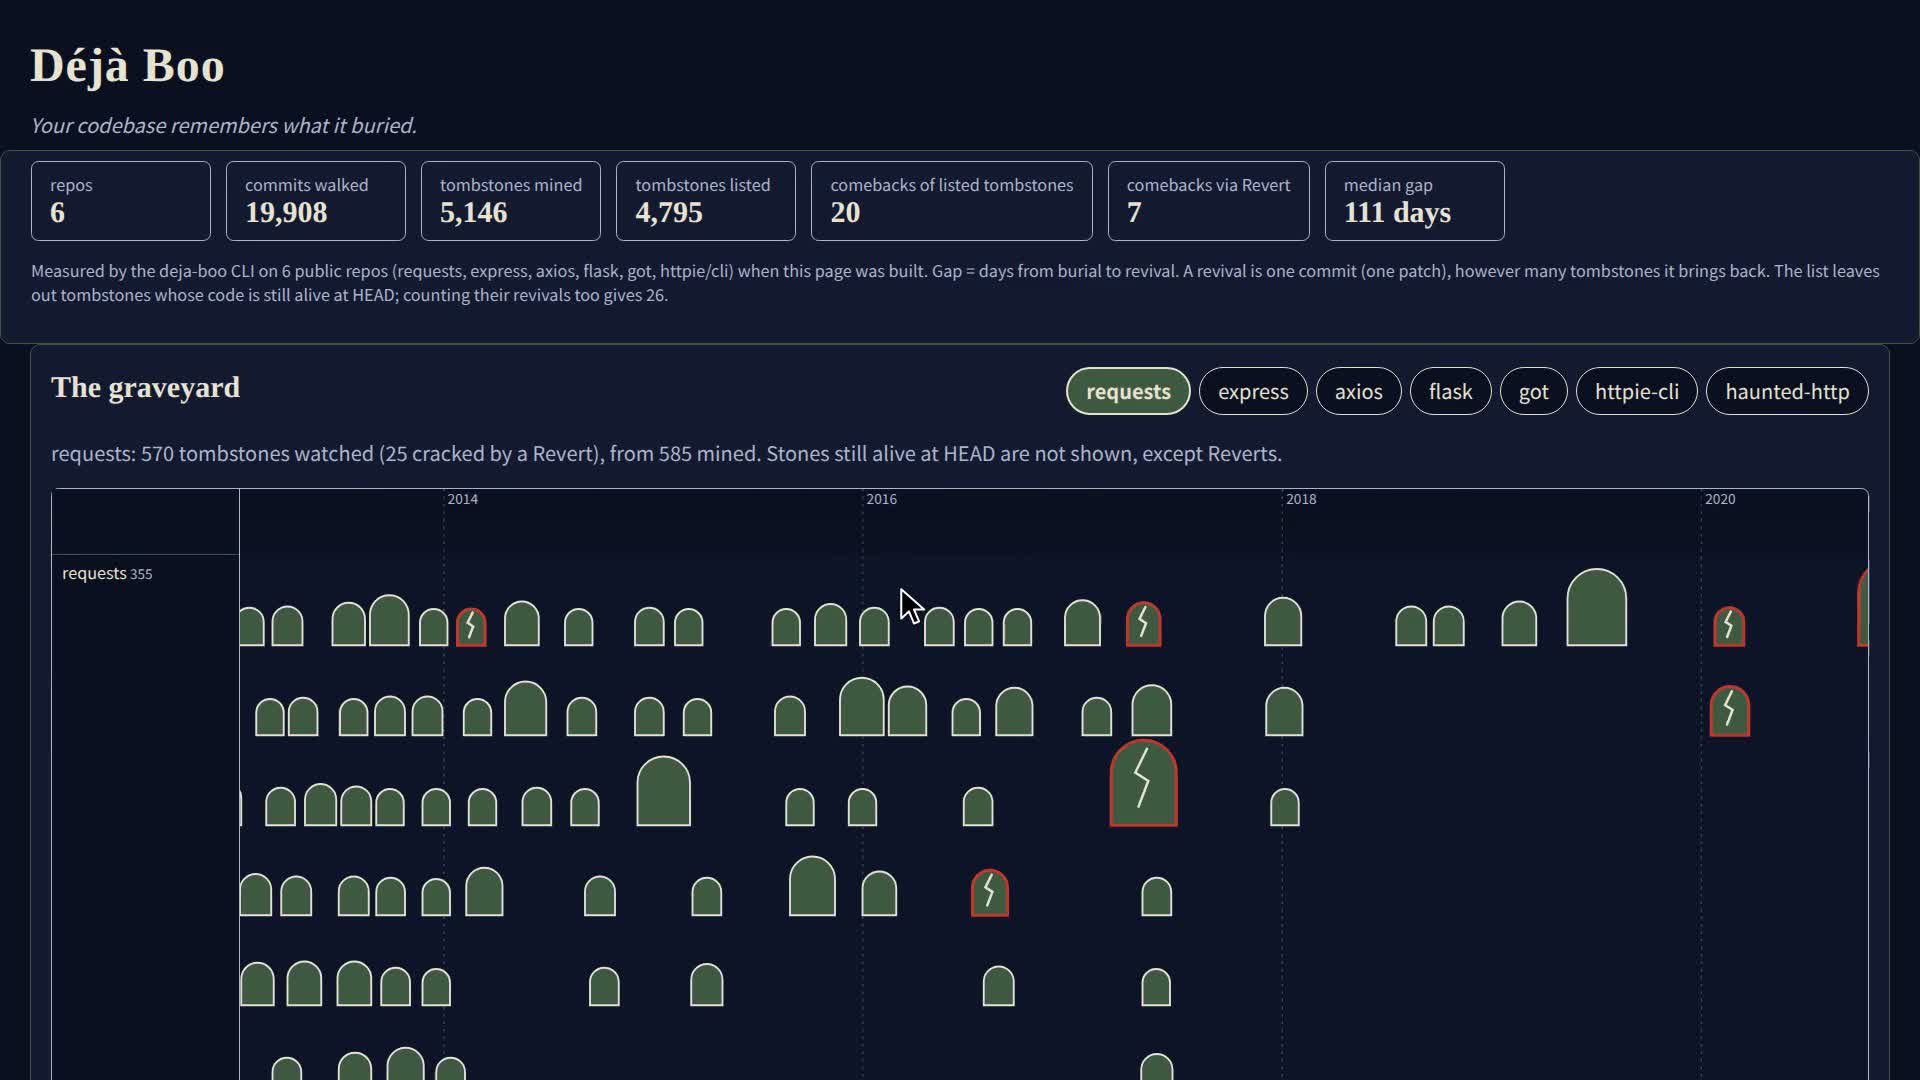 Déjà Boo
Your codebase remembers what it buried.
repos
6
commits walked
19,908
tombstones mined
5,146
tombstones listed
4,795
comebacks of listed tombstones
20
comebacks via Revert
7
median gap
111 days
Measured by the deja-boo CLI on 6 public repos (requests, express, axios, flask, got, httpie/cli) when this page was built. Gap = days from burial to revival. A revival is one commit (one patch), however many tombstones it brings back. The list leaves
out tombstones whose code is still alive at HEAD; counting their revivals too gives 26.
The graveyard
requests
express
axios
flask
got
httpie-cli
haunted-http
requests: 570 tombstones watched (25 cracked by a Revert), from 585 mined. Stones still alive at HEAD are not shown, except Reverts.
2014
2016
2018
2020
requests 355